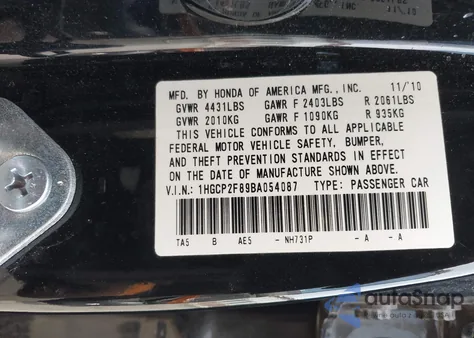 MFD. BY HONDA OF AMERICA MFG., INC. 11/'10
GVWR 4431LBS GAWR F 2403LBS R 2061LBS
GVWR 2010KG GAWR F 1090KG R 935KG
THIS VEHICLE CONFORMS TO ALL APPLICABLE
FEDERAL MOTOR VEHICLE SAFETY, BUMPER,
AND THEFT PREVENTION STANDARDS IN EFFECT
ON THE DATE OF MANUFACTURE SHOWN ABOVE.
V.I.N.: 1HGCP2F89BA054087 TYPE: PASSENGER CAR
TA5 B AE5 - NH731P - A - A
autoSnap